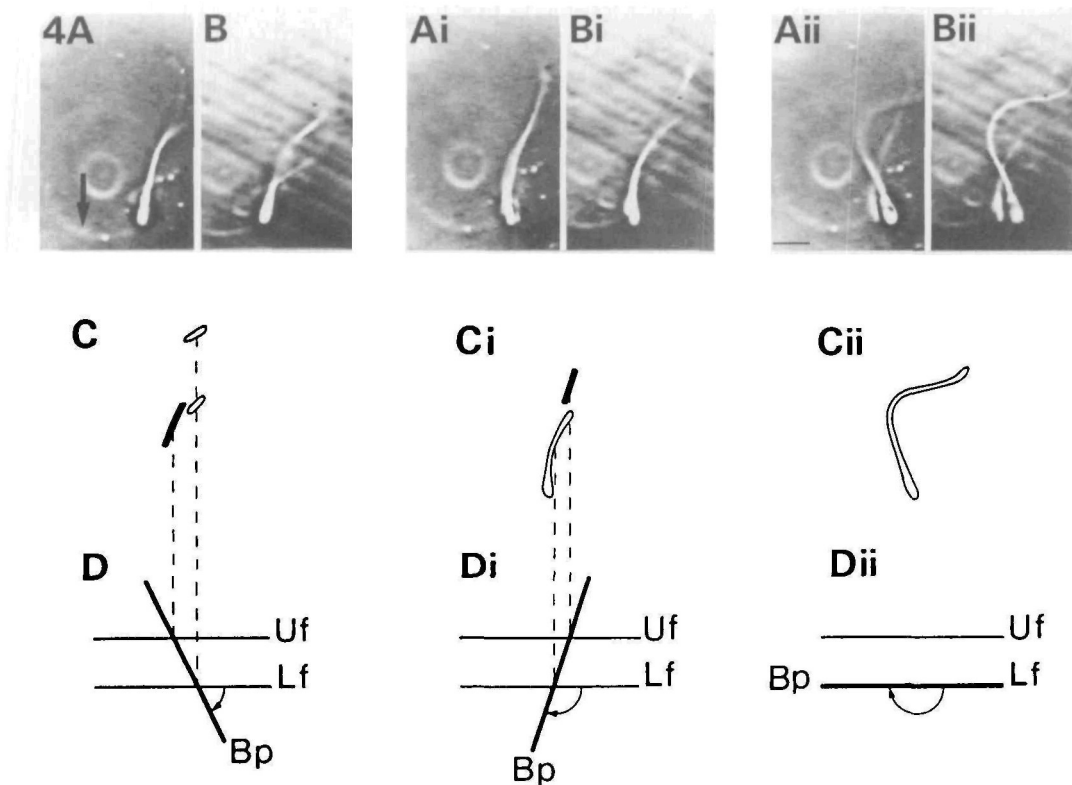 4A B Ai Bi Aii Bii
C Ci Cii
D Di Dii
Uf Uf Uf
Lf Lf Bp Lf
Bp Bp